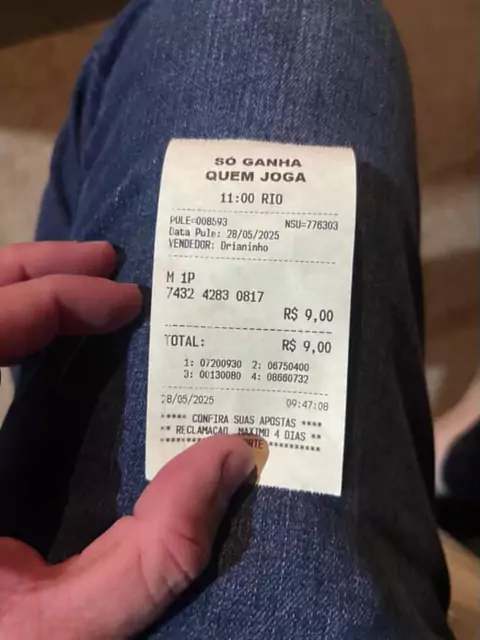 SÓ GANHA
QUEM JOGA
11:00 RIO
PULE=008593 NSU=776303
Data Pule: 28/05/2025
VENDEDOR: Drianinho
M 1P
7432 4283 0817
R$ 9,00
TOTAL: R$ 9,00
1: 07200930 2: 06750400
3: 00130080 4: 08660732
28/05/2025 09:47:08
***** CONFIRA SUAS APOSTAS ****
** RECLAMACAO MAXIMO 4 DIAS **